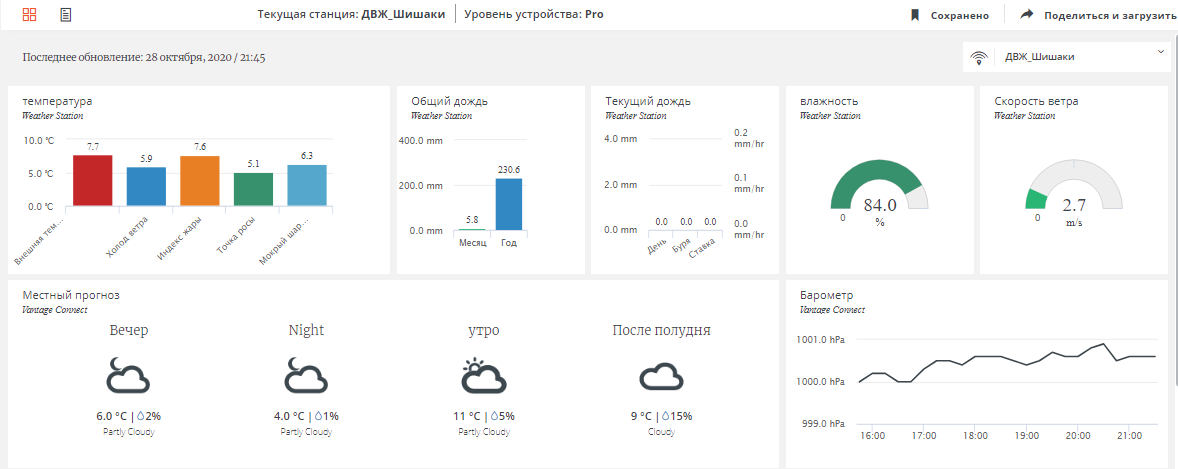 Текущая станция: ДВЖ_Шишаки
Уровень устройства: Pro
Сохранено
Поделиться и загрузить
Последнее обновление: 28 октября, 2020 / 21:45
ДВЖ_Шишаки
температура
Weather Station
10.0 °C
5.0 °C
0.0 °C
7.7
5.9
7.6
5.1
6.3
Внешняя тем...
Холод ветра
Индекс жары
Точка росы
Мокрый шар...
Общий дождь
Weather Station
400.0 mm
200.0 mm
0.0 mm
5.8
230.6
Месяц
Год
Текущий дождь
Weather Station
4.0 mm
2.0 mm
0.0 mm
0.2
mm/hr
0.1
mm/hr
0.0
mm/hr
0.0
0.0
0.0
День
Буря
Ставка
влажность
Weather Station
84.0
0
%
Скорость ветра
Weather Station
2.7
0
m/s
Местный прогноз
Vantage Connect
Вечер
6.0 °C | 2%
Partly Cloudy
Night
4.0 °C | 1%
Partly Cloudy
утро
11 °C | 5%
Partly Cloudy
После полудня
9 °C | 15%
Cloudy
Барометр
Vantage Connect
1001.0 hPa
1000.0 hPa
999.0 hPa
16:00
17:00
18:00
19:00
20:00
21:00